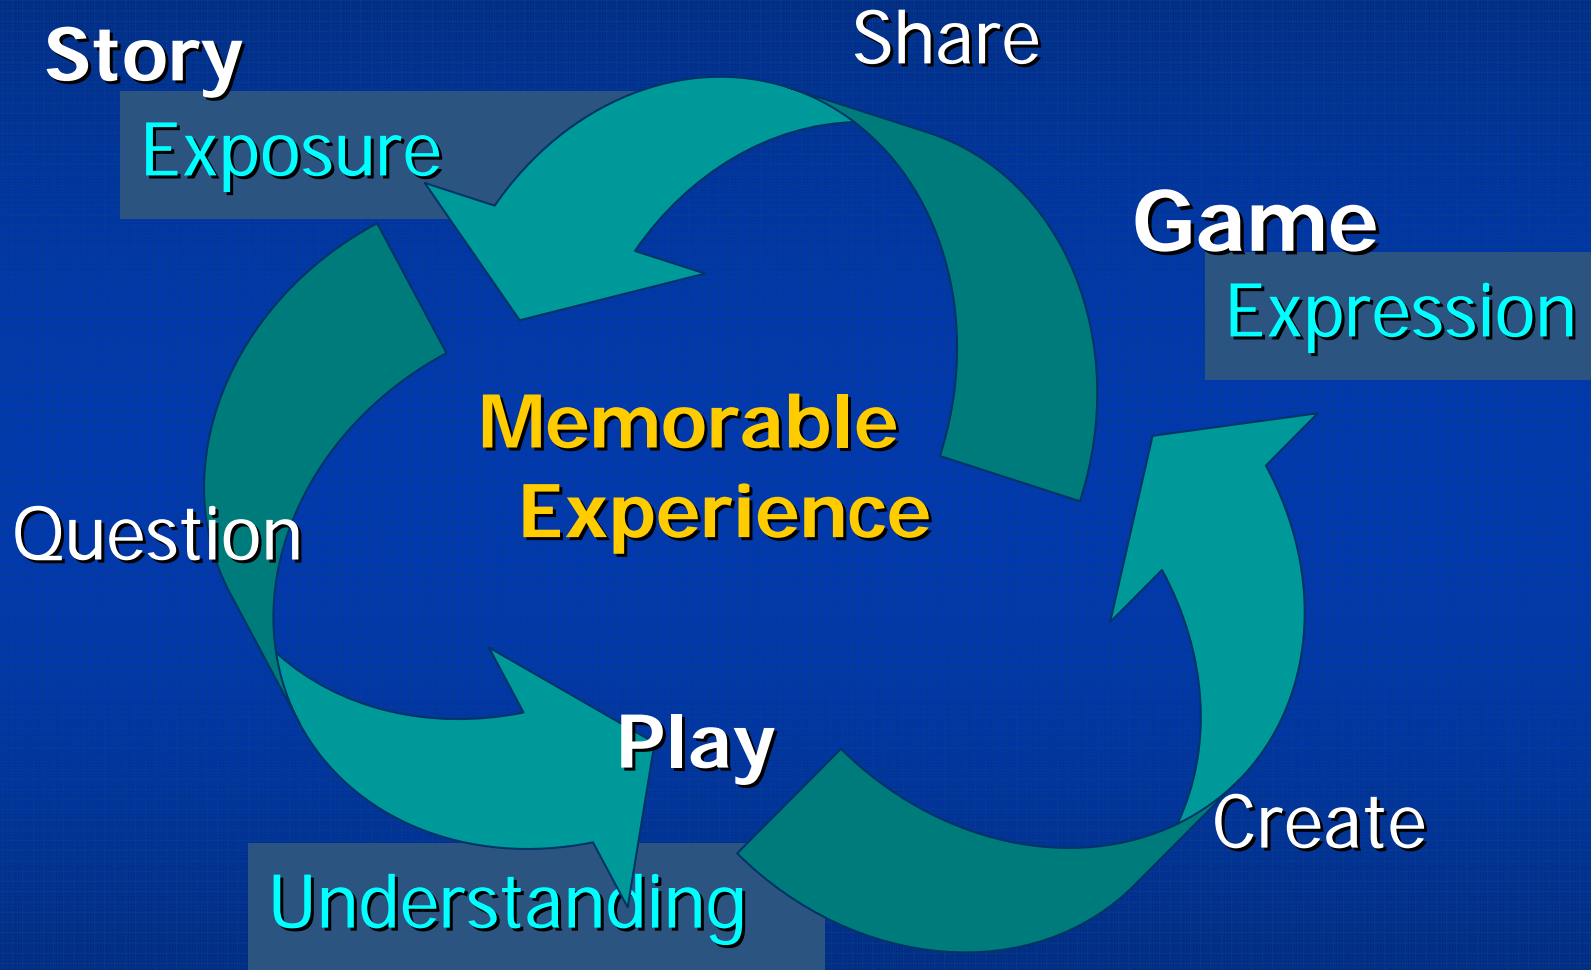 Story
Exposure
Share
Game
Expression
Memorable
Experience
Question
Play
Understanding
Create